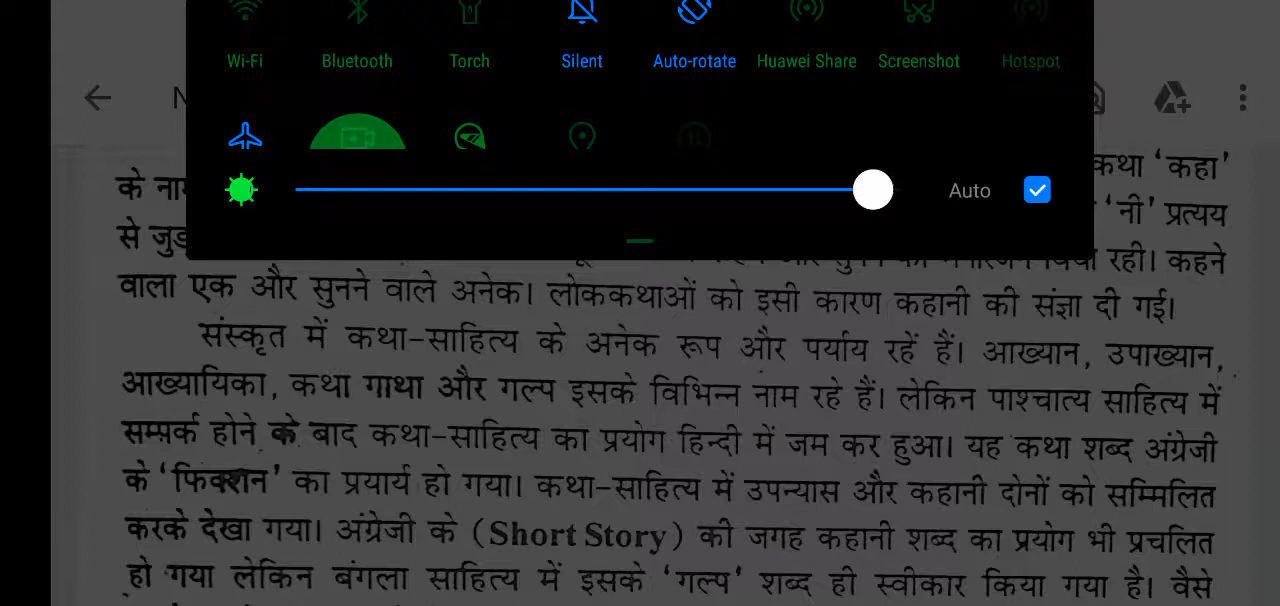 Wi-Fi Bluetooth Torch Silent Auto-rotate Huawei Share Screenshot Hotspot
N
Auto
कथा 'कहा'
के ना
'नी' प्रत्यय
से जुड़
रही। कहने
वाला एक और सुनने वाले अनेक। लोककथाओं को इसी कारण कहानी की संज्ञा दी गई।
संस्कृत में कथा-साहित्य के अनेक रूप और पर्याय रहें हैं। आख्यान, उपाख्यान,
आख्यायिका, कथा गाथा और गल्प इसके विभिन्न नाम रहे हैं। लेकिन पाश्चात्य साहित्य में
सम्पर्क होने के बाद कथा-साहित्य का प्रयोग हिन्दी में जम कर हुआ। यह कथा शब्द अंग्रेजी
के 'फिक्शन' का प्रयार्य हो गया। कथा-साहित्य में उपन्यास और कहानी दोनों को सम्मिलित
करके देखा गया। अंग्रेजी के (Short Story) की जगह कहानी शब्द का प्रयोग भी प्रचलित
हो गया लेकिन बंगला साहित्य में इसके 'गल्प' शब्द ही स्वीकार किया गया है। वैसे